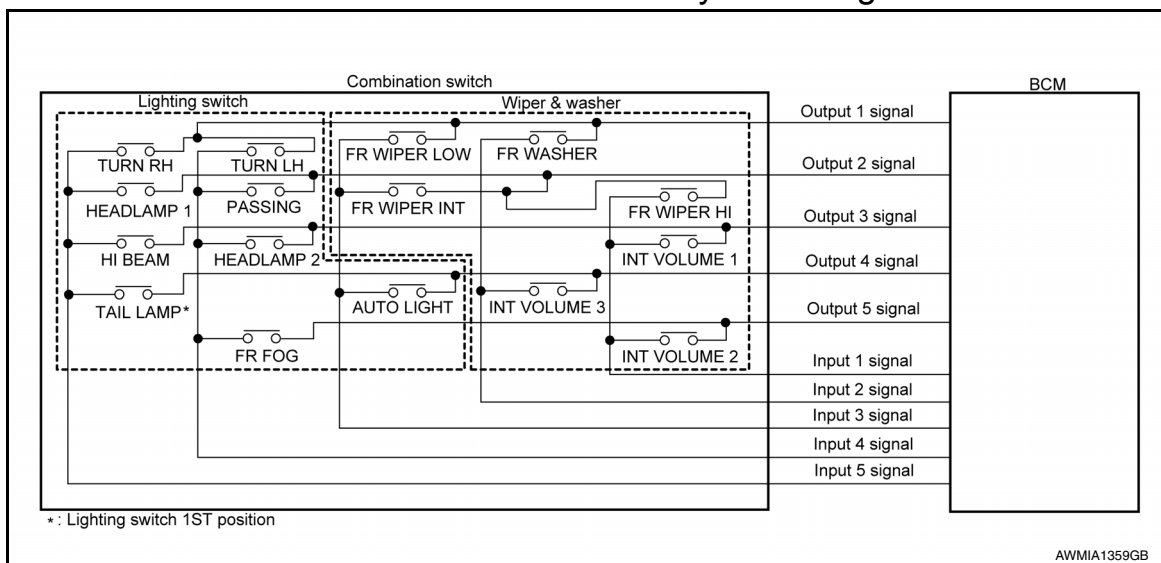 Combination switch
BCM
Lighting switch
Wiper & washer
Output 1 signal
TURN RH
TURN LH
FR WIPER LOW
FR WASHER
Output 2 signal
HEADLAMP 1
PASSING
FR WIPER INT
FR WIPER HI
Output 3 signal
HI BEAM
HEADLAMP 2
INT VOLUME 1
Output 4 signal
TAIL LAMP*
AUTO LIGHT
INT VOLUME 3
Output 5 signal
FR FOG
INT VOLUME 2
Input 1 signal
Input 2 signal
Input 3 signal
Input 4 signal
Input 5 signal
* : Lighting switch 1ST position
AWMIA1359GB